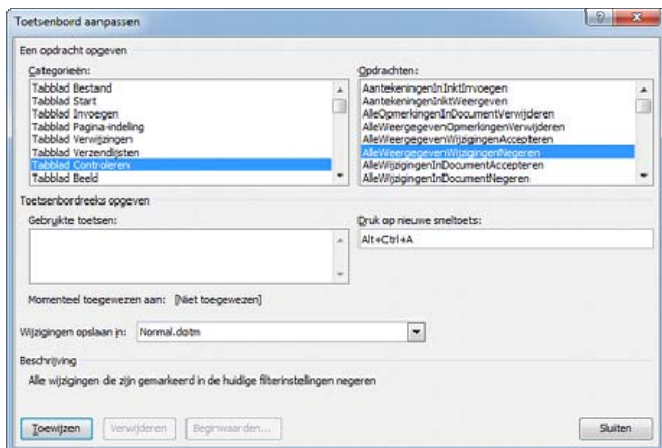 Toetsenbord aanpassen
Een opdracht opgeven
Categorieën:
Tabblad Bestand
Tabblad Start
Tabblad Invoegen
Tabblad Pagina-indeling
Tabblad Verwijzingen
Tabblad Verzendlijsten
Tabblad Controleren
Tabblad Beeld
Opdrachten:
AantekeningenInInktInvoegen
AantekeningenInktWeergeven
AlleOpmerkingenInDocumentVerwijderen
AlleWeergegevenOpmerkingenVerwijderen
AlleWeergegevenWijzigingenAccepteren
AlleWeergegevenWijzigingenNegeren
AlleWijzigingenInDocumentAccepteren
AlleWijzigingenInDocumentNegeren
Toetsenbordreeks opgeven
Gebruikte toetsen:
Druk op nieuwe sneltoets:
Alt+Ctrl+A
Momenteel toegewezen aan: [Niet toegewezen]
Wijzigingen opslaan in: Normal.dotm
Beschrijving
Alle wijzigingen die zijn gemarkeerd in de huidige filterinstellingen negeren
Toewijzen Verwijderen Beginwaarden... Sluiten